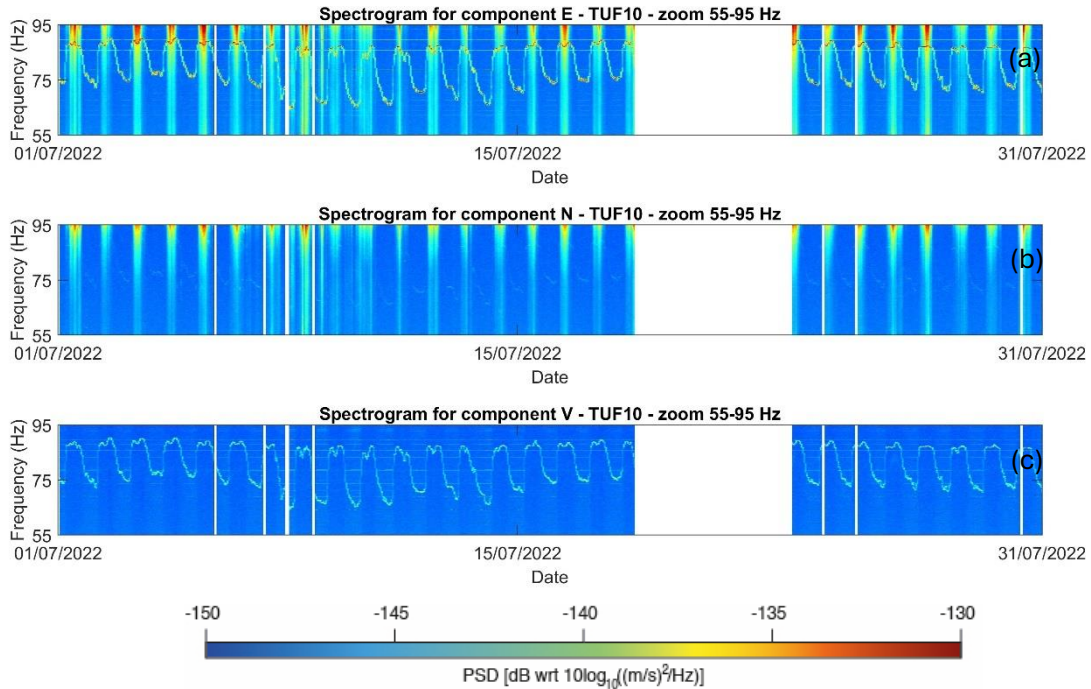 Spectrogram for component E - TUF10 - zoom 55-95 Hz
Frequency (Hz)
95
75
55
(a)
01/07/2022 15/07/2022 31/07/2022
Date
Spectrogram for component N - TUF10 - zoom 55-95 Hz
Frequency (Hz)
95
75
55
(b)
01/07/2022 15/07/2022 31/07/2022
Date
Spectrogram for component V - TUF10 - zoom 55-95 Hz
Frequency (Hz)
95
75
55
(c)
01/07/2022 15/07/2022 31/07/2022
Date
-150 -145 -140 -135 -130
PSD [dB wrt 10log10((m/s)2/Hz)]